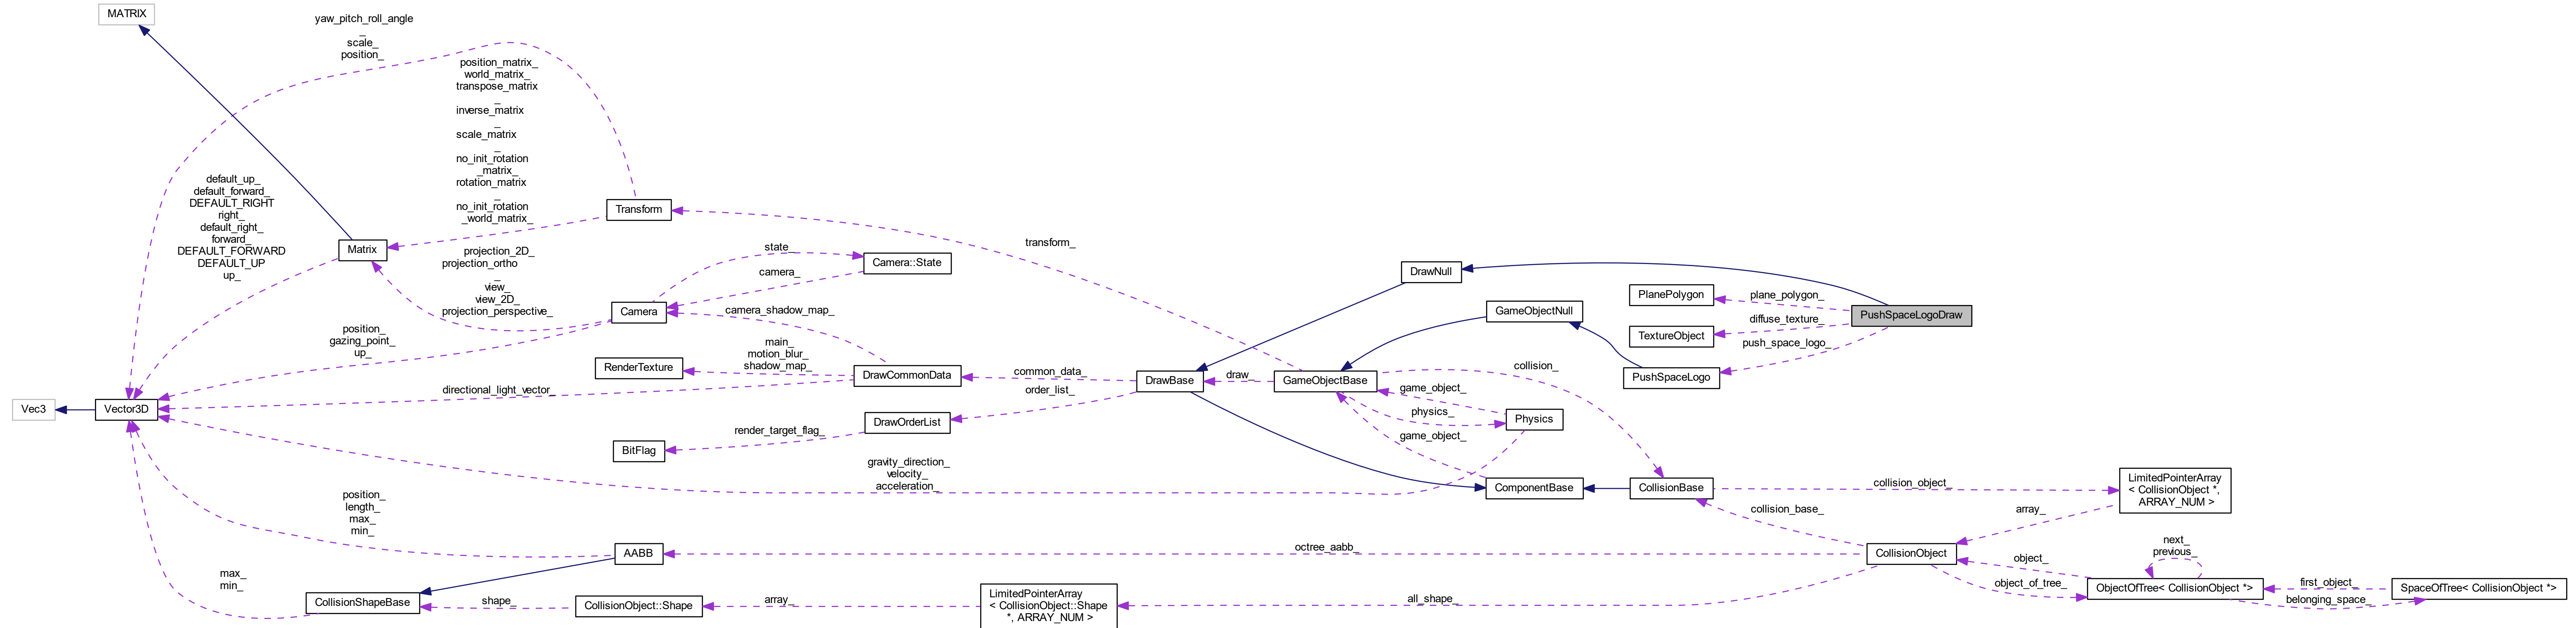 MATRIX
yaw_pitch_roll_angle
_
scale_
position_
position_matrix_
world_matrix_
transpose_matrix
_
inverse_matrix
_
scale_matrix
_
no_init_rotation
_matrix_
rotation_matrix
_
no_init_rotation
_world_matrix_
default_up_
default_forward_
DEFAULT_RIGHT
right_
default_right_
forward_
DEFAULT_FORWARD
DEFAULT_UP
up_
Transform
Matrix
transform_
projection_2D_
projection_ortho
_
view_
view_2D_
projection_perspective_
state_
Camera::State
camera_
Camera
camera_shadow_map_
position_
gazing_point_
up_
main_
motion_blur_
shadow_map_
RenderTexture
DrawCommonData
directional_light_vector_
common_data_
order_list_
DrawBase
draw_
GameObjectBase
DrawNull
GameObjectNull
PlanePolygon
plane_polygon_
PushSpaceLogoDraw
diffuse_texture_
TextureObject
push_space_logo_
PushSpaceLogo
collision_
game_object_
physics_
Physics
game_object_
Vec3
Vector3D
DrawOrderList
render_target_flag_
BitFlag
gravity_direction_
velocity_
acceleration_
ComponentBase
CollisionBase
collision_object_
LimitedPointerArray
< CollisionObject *,
ARRAY_NUM >
collision_base_
array_
position_
length_
max_
min_
AABB
octree_aabb_
CollisionObject
object_
object_of_tree_
next_
previous_
ObjectOfTree< CollisionObject *>
first_object_
belonging_space_
SpaceOfTree< CollisionObject *>
max_
min_
CollisionShapeBase
shape_
CollisionObject::Shape
array_
LimitedPointerArray
< CollisionObject::Shape
*, ARRAY_NUM >
all_shape_